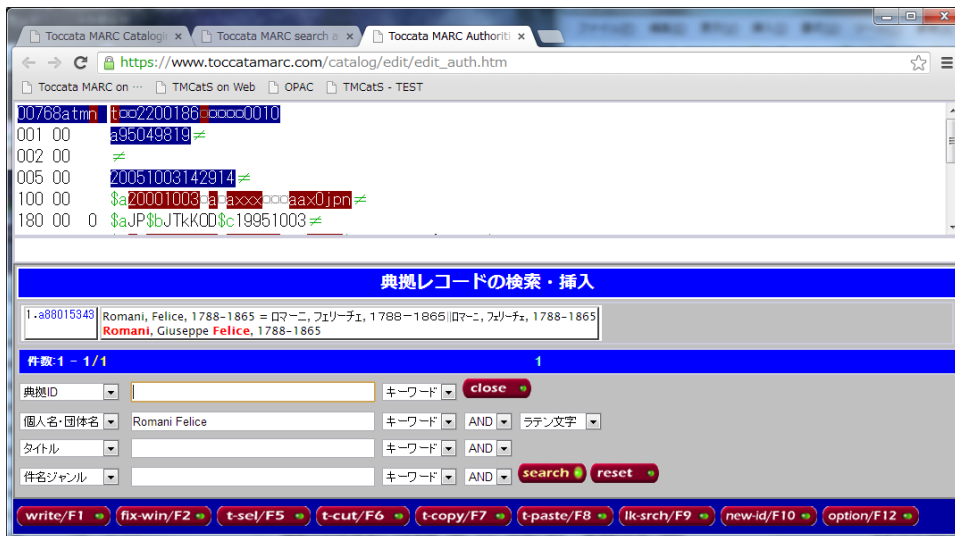 Toccata MARC Catalogi
Toccata MARC search a
Toccata MARC Authoriti
https://www.toccatamarc.com/catalog/edit/edit_auth.htm
Toccata MARC on … TMCatS on Web OPAC TMCatS - TEST
00768atmn t¤¤2200186¤¤¤¤¤0010
001 00 a95049819≠
002 00 ≠
005 00 20051003142914≠
100 00 $a20001003¤a¤axxx¤¤¤aax0jpn≠
180 00 0 $aJP$bJTkKOD$c19951003≠
典拠レコードの検索・挿入
1.a88015343 Romani, Felice, 1788-1865 = ロマーニ, フェリーチェ, 1788-1865||ロマーニ, フェリーチェ, 1788-1865
Romani, Giuseppe Felice, 1788-1865
件数:1 - 1/1 1
典拠ID キーワード close
個人名・団体名 Romani Felice キーワード AND ラテン文字
タイトル キーワード AND
件名ジャンル キーワード AND search reset
write/F1 fix-win/F2 t-sel/F5 t-cut/F6 t-copy/F7 t-paste/F8 lk-srch/F9 new-id/F10 option/F12